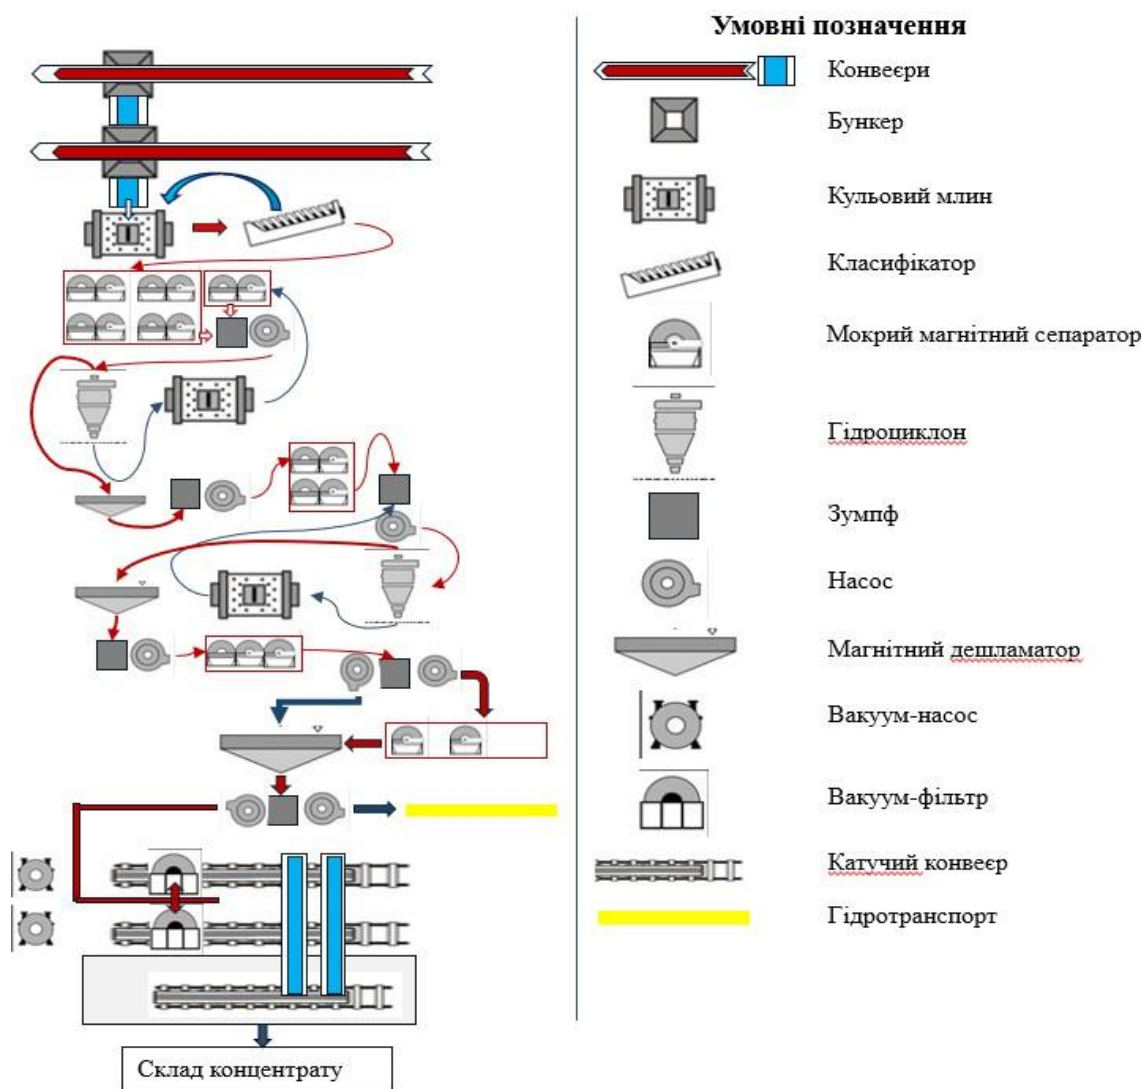 Умовні позначення
Конвеєри
Бункер
Кульовий млин
Класифікатор
Мокрий магнітний сепаратор
Гідроциклон
Зумпф
Насос
Магнітний дешламатор
Вакуум-насос
Вакуум-фільтр
Катучий конвеєр
Гідротранспорт
Склад концентрату